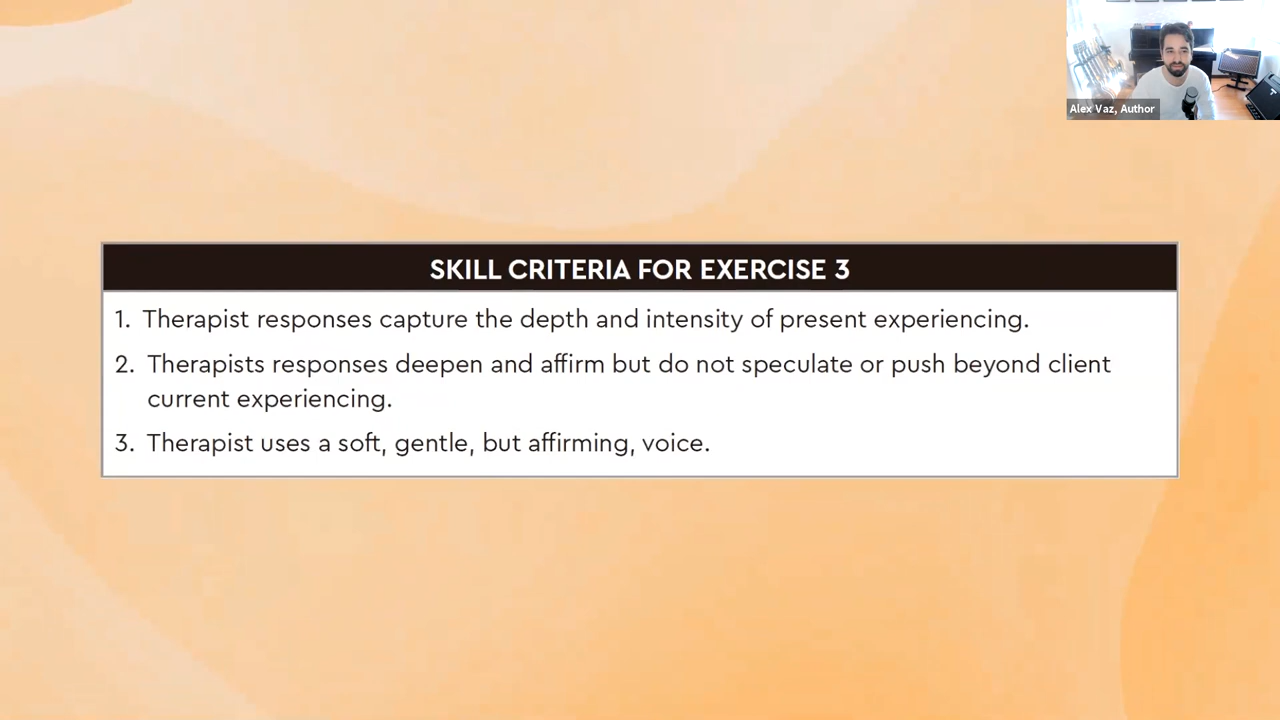 Alex Vaz, Author
SKILL CRITERIA FOR EXERCISE 3
1. Therapist responses capture the depth and intensity of present experiencing.
2. Therapists responses deepen and affirm but do not speculate or push beyond client
current experiencing.
3. Therapist uses a soft, gentle, but affirming, voice.